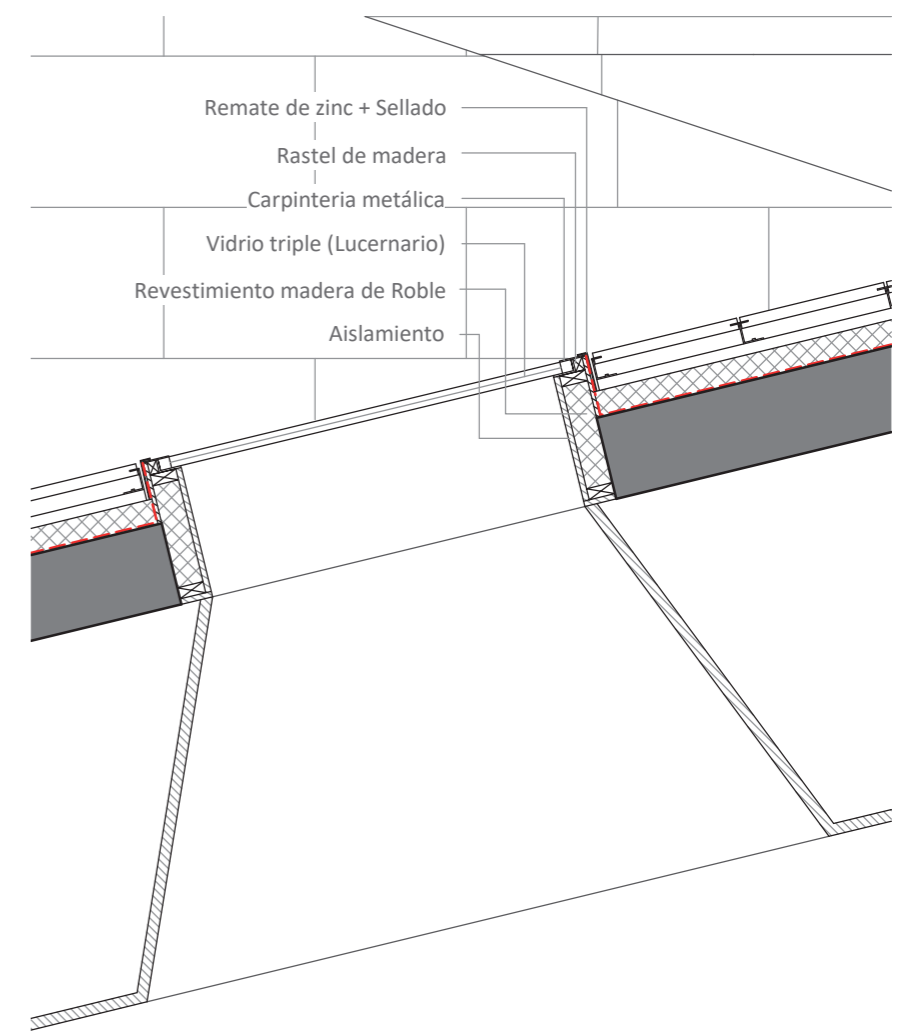 Remate de zinc + Sellado
Rastel de madera
Carpinteria metálica
Vidrio triple (Lucernario)
Revestimiento madera de Roble
Aislamiento